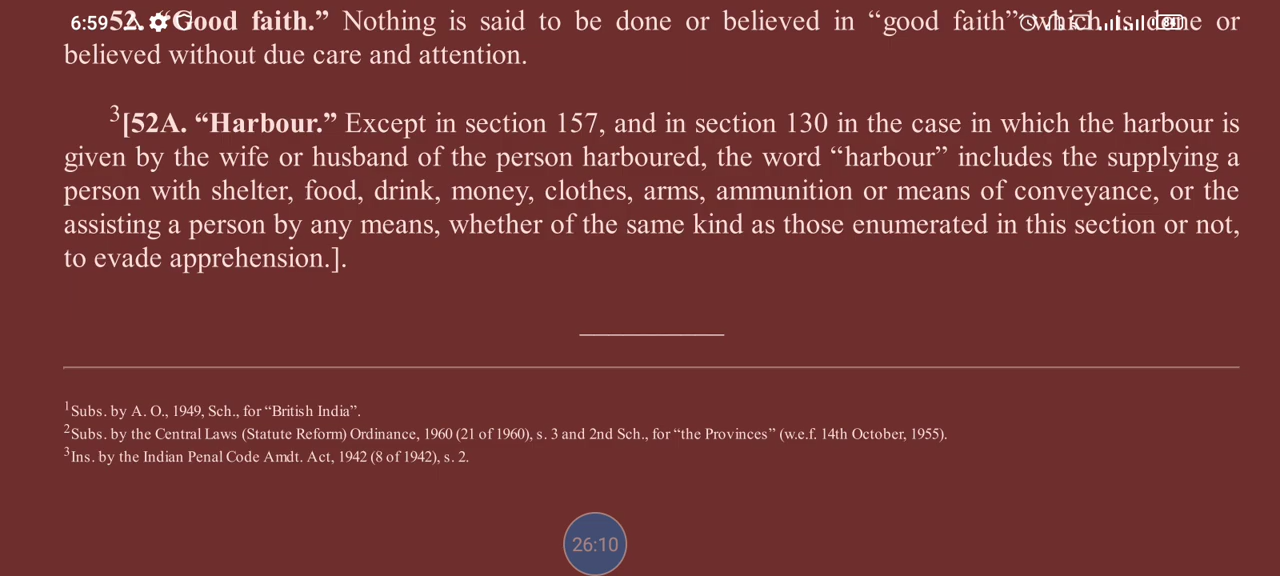 6:59
52. “Good faith.” Nothing is said to be done or believed in “good faith” which is done or
believed without due care and attention.
3[52A. “Harbour.” Except in section 157, and in section 130 in the case in which the harbour is
given by the wife or husband of the person harboured, the word “harbour” includes the supplying a
person with shelter, food, drink, money, clothes, arms, ammunition or means of conveyance, or the
assisting a person by any means, whether of the same kind as those enumerated in this section or not,
to evade apprehension.].
1Subs. by A. O., 1949, Sch., for “British India”.
2Subs. by the Central Laws (Statute Reform) Ordinance, 1960 (21 of 1960), s. 3 and 2nd Sch., for “the Provinces” (w.e.f. 14th October, 1955).
3Ins. by the Indian Penal Code Amdt. Act, 1942 (8 of 1942), s. 2.
26:10